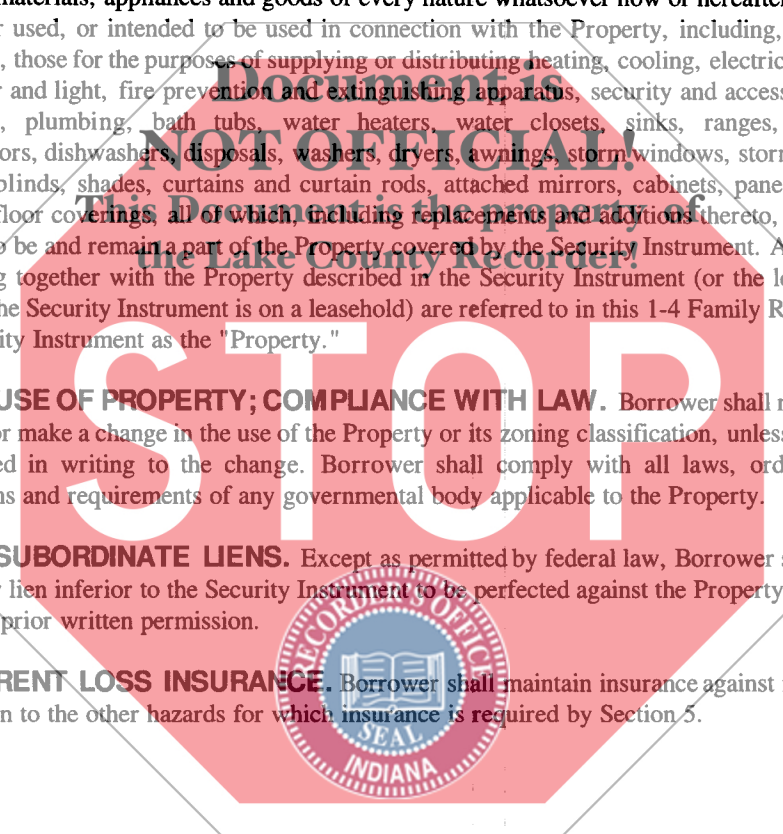 materials, appliances and goods of every nature whatsoever now or hereafter
r used, or intended to be used in connection with the Property, including,
, those for the purposes of supplying or distributing heating, cooling, electric
r and light, fire prevention and extinguishing apparatus, security and access
, plumbing, bath tubs, water heaters, water closets, sinks, ranges,
ors, dishwashers, disposals, washers, dryers, awnings, storm windows, storm
blinds, shades, curtains and curtain rods, attached mirrors, cabinets, pane
floor coverings, all of which, including replacements and additions thereto,
o be and remain a part of the Property covered by the Security Instrument. A
g together with the Property described in the Security Instrument (or the le
he Security Instrument is on a leasehold) are referred to in this 1-4 Family R
ity Instrument as the "Property."
USE OF PROPERTY; COMPLIANCE WITH LAW. Borrower shall n
or make a change in the use of the Property or its zoning classification, unless
ed in writing to the change. Borrower shall comply with all laws, ord
ns and requirements of any governmental body applicable to the Property.
SUBORDINATE LIENS. Except as permitted by federal law, Borrower s
lien inferior to the Security Instrument to be perfected against the Property
prior written permission.
RENT LOSS INSURANCE. Borrower shall maintain insurance against
n to the other hazards for which insurance is required by Section 5.
Document is
NOT OFFICIAL!
This Document is the property of
the Lake County Recorder!
STOP
RECORDER'S OFFICE
SEAL
INDIANA